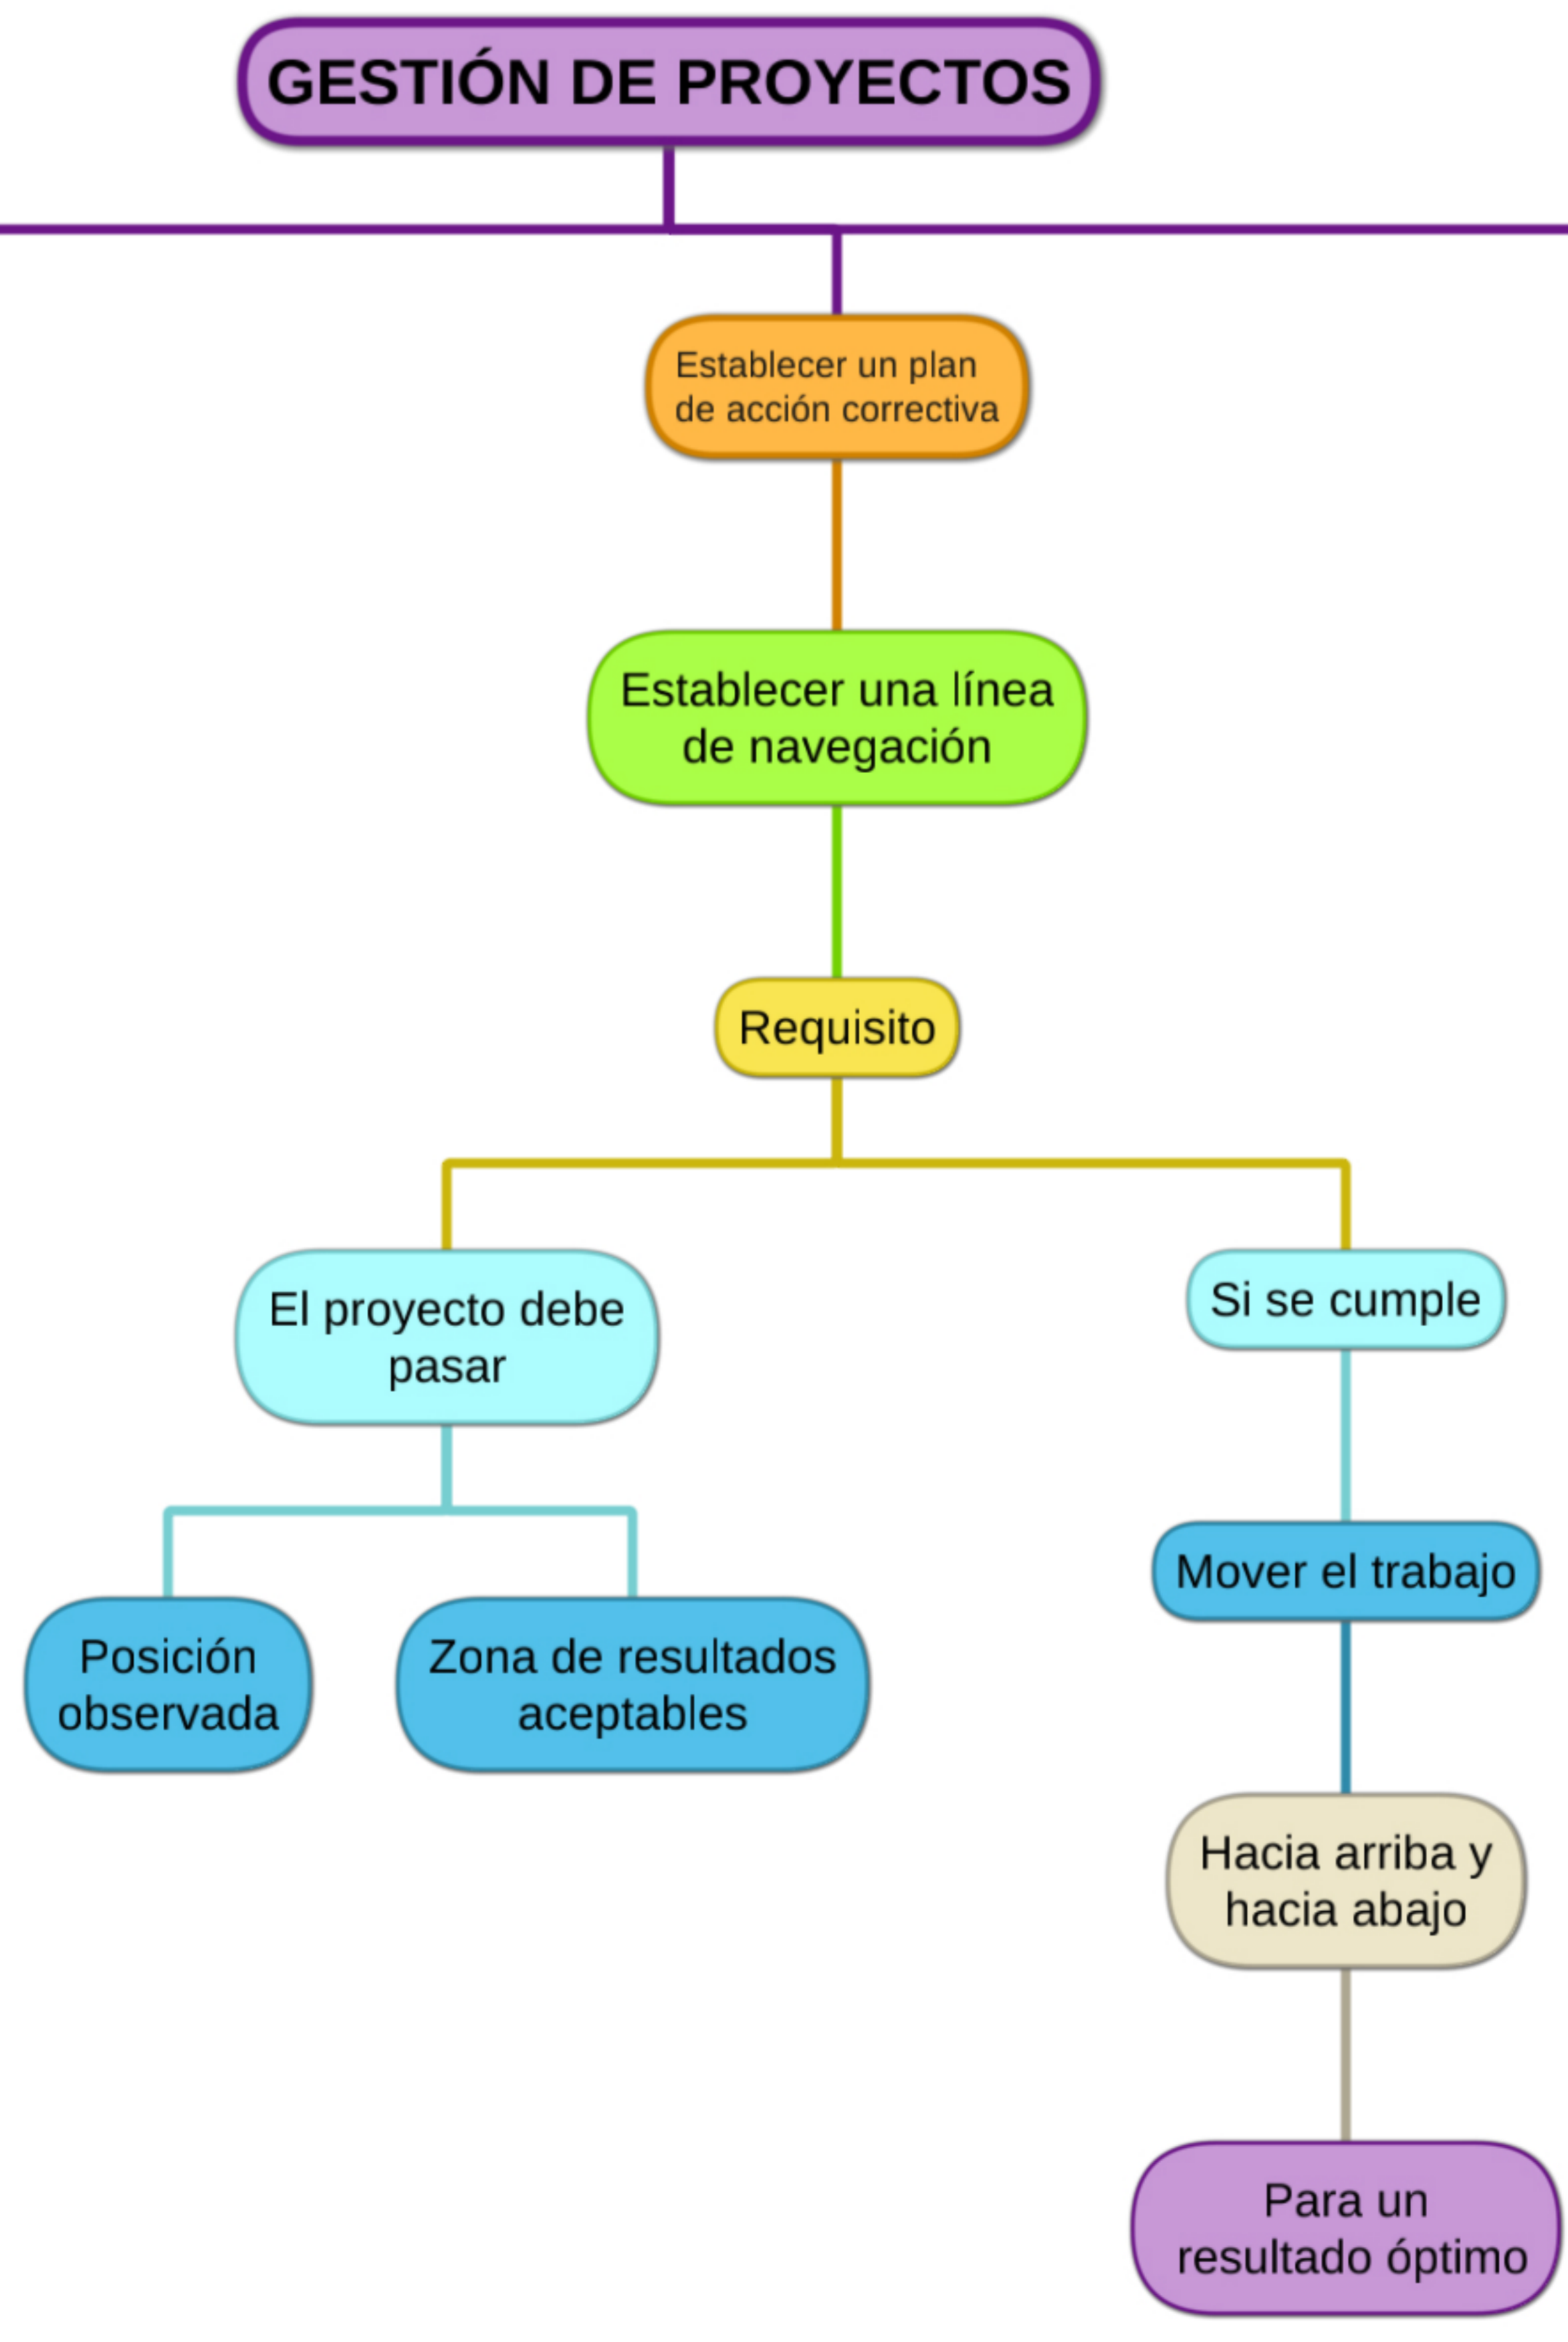 GESTIÓN DE PROYECTOS
Establecer un plan
de acción correctiva
Establecer una línea
de navegación
Requisito
El proyecto debe
pasar
Si se cumple
Posición
observada
Zona de resultados
aceptables
Mover el trabajo
Hacia arriba y
hacia abajo
Para un
resultado óptimo